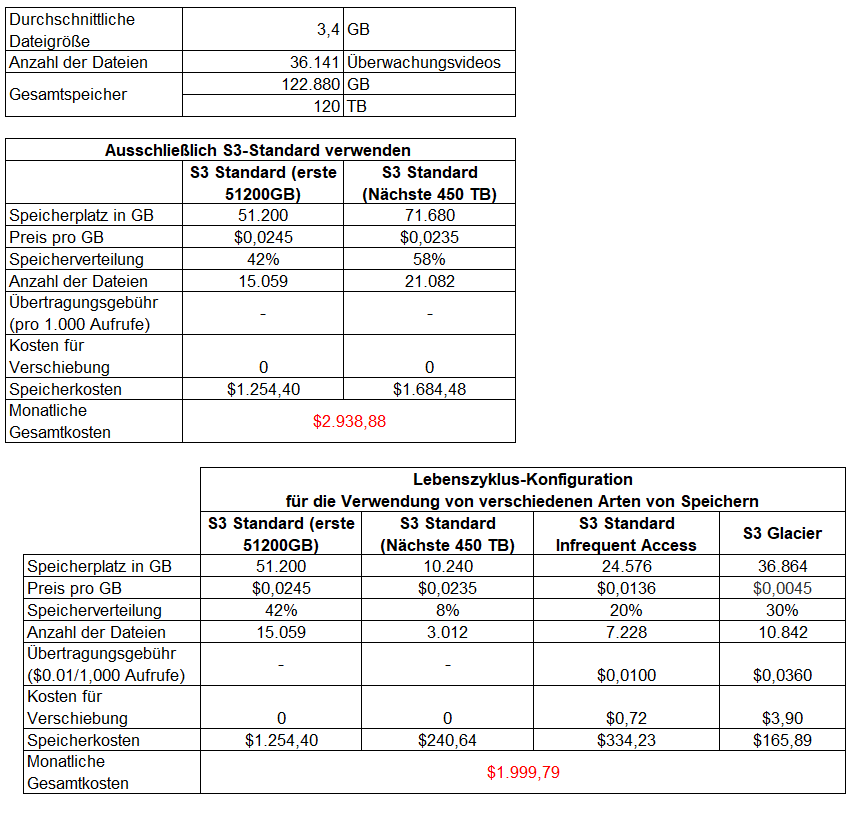 Durchschnittliche
Dateigröße
3,4 GB
Anzahl der Dateien 36.141 Überwachungsvideos
Gesamtspeicher
122.880 GB
120 TB
Ausschließlich S3-Standard verwenden
S3 Standard (erste
51200GB)
S3 Standard
(Nächste 450 TB)
Speicherplatz in GB 51.200 71.680
Preis pro GB $0,0245 $0,0235
Speicherverteilung 42% 58%
Anzahl der Dateien 15.059 21.082
Übertragungsgebühr
(pro 1.000 Aufrufe)
- -
Kosten für
Verschiebung 0 0
Speicherkosten $1.254,40 $1.684,48
Monatliche
Gesamtkosten
$2.938,88
Lebenszyklus-Konfiguration
für die Verwendung von verschiedenen Arten von Speichern
S3 Standard (erste
51200GB)
S3 Standard
(Nächste 450 TB)
S3 Standard
Infrequent Access
S3 Glacier
Speicherplatz in GB 51.200 10.240 24.576 36.864
Preis pro GB $0,0245 $0,0235 $0,0136 $0,0045
Speicherverteilung 42% 8% 20% 30%
Anzahl der Dateien 15.059 3.012 7.228 10.842
Übertragungsgebühr
($0.01/1,000 Aufrufe) - - $0,0100 $0,0360
Kosten für
Verschiebung 0 0 $0,72 $3,90
Speicherkosten $1.254,40 $240,64 $334,23 $165,89
Monatliche
Gesamtkosten
$1.999,79